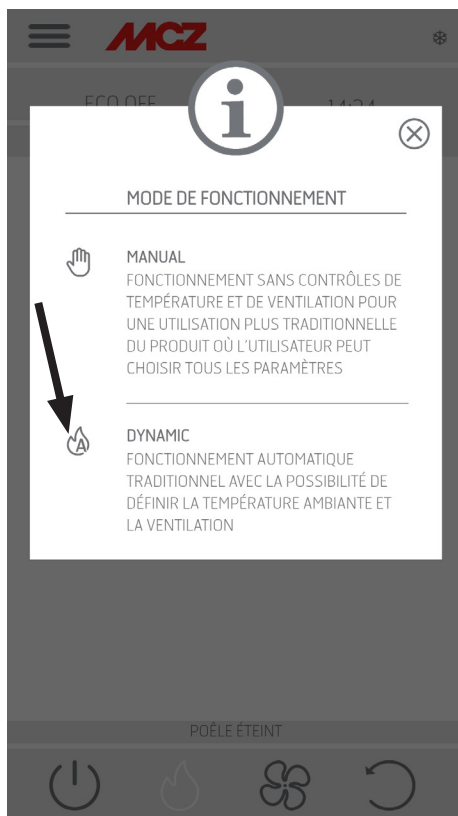 MCZ
ECO OFF 14:24
i
MODE DE FONCTIONNEMENT
MANUAL
FONCTIONNEMENT SANS CONTRÔLES DE
TEMPÉRATURE ET DE VENTILATION POUR
UNE UTILISATION PLUS TRADITIONNELLE
DU PRODUIT OÙ L'UTILISATEUR PEUT
CHOISIR TOUS LES PARAMÈTRES
A
DYNAMIC
FONCTIONNEMENT AUTOMATIQUE
TRADITIONNEL AVEC LA POSSIBILITÉ DE
DÉFINIR LA TEMPÉRATURE AMBIANTE ET
LA VENTILATION
POÊLE ÉTEINT